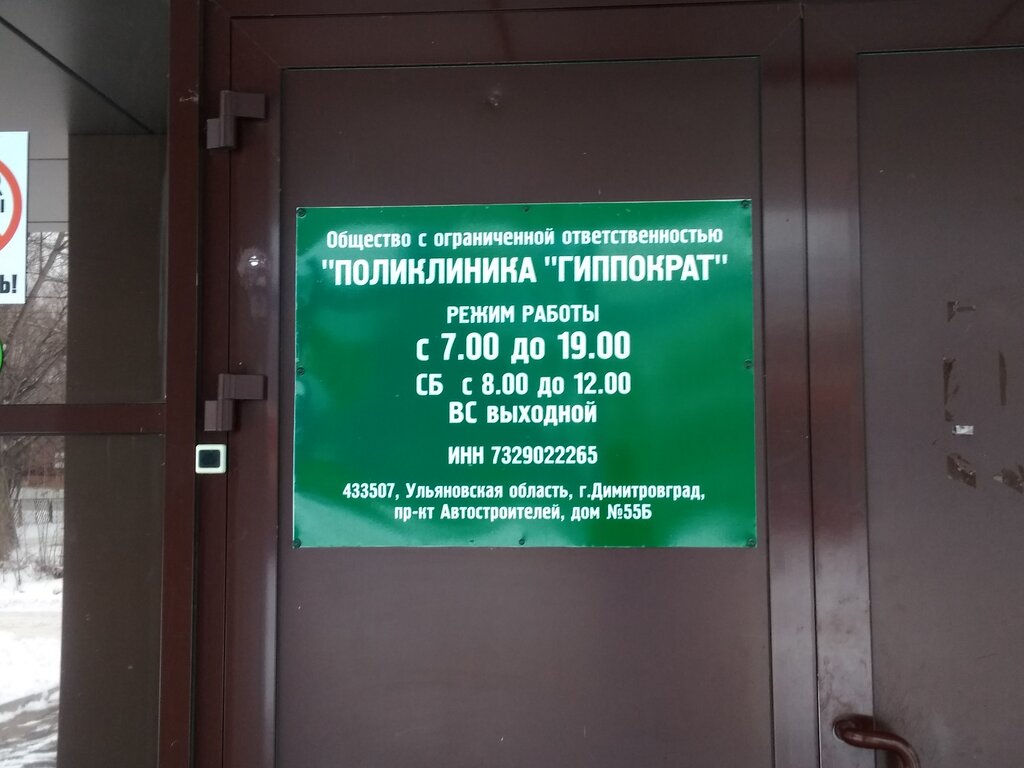 Общество с ограниченной ответственностью
"ПОЛИКЛИНИКА "ГИППОКРАТ"
РЕЖИМ РАБОТЫ
с 7.00 до 19.00
СБ с 8.00 до 12.00
ВС выходной
ИНН 7329022265
433507, Ульяновская область, г.Димитровград,
пр-кт Автостроителей, дом №55Б
Ь!